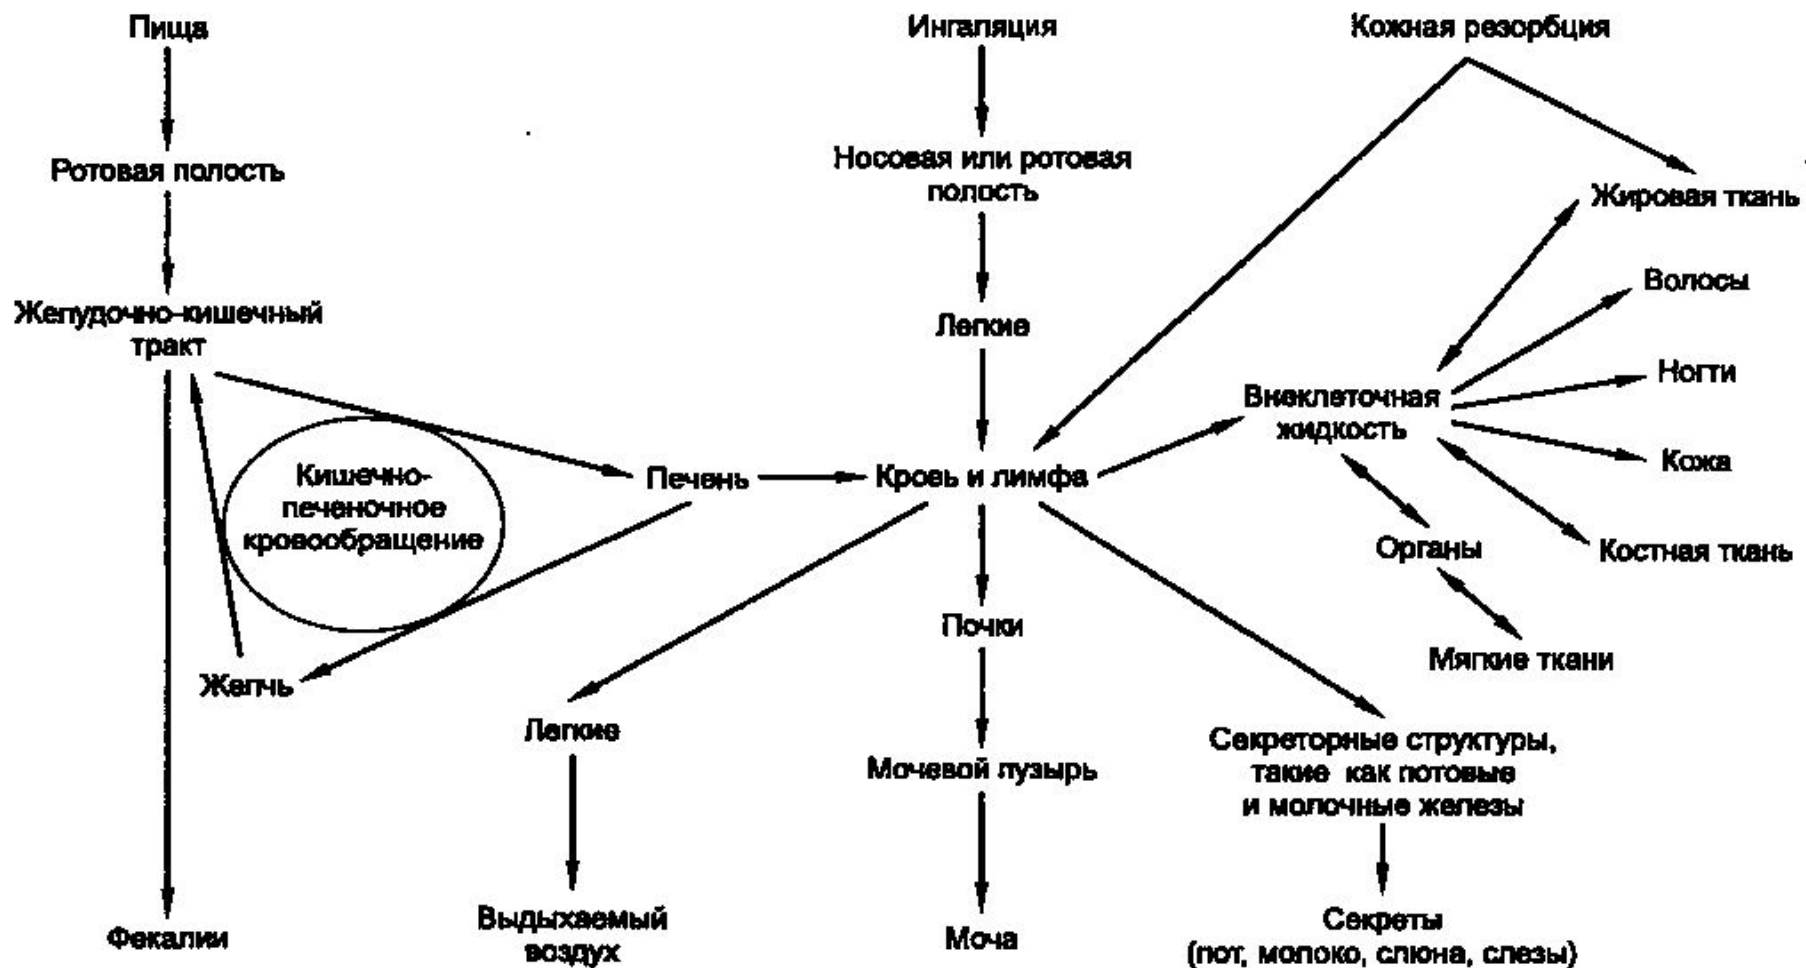 Пища
Ингаляция
Кожная резорбция
Ротовая полость
Носовая или ротовая
полость
Жировая ткань
Желудочно-кишечный
тракт
Легкие
Волосы
Ногти
Внеклеточная
жидкость
Кожа
Кишечно-
печеночное
кровообращение
Печень
Кровь и лимфа
Органы
Костная ткань
Почки
Мягкие ткани
Желчь
Легкие
Мочевой пузырь
Секреторные структуры,
такие как потовые
и молочные железы
Фекалии
Выдыхаемый
воздух
Моча
Секреты
(пот, молоко, слюна, слезы)